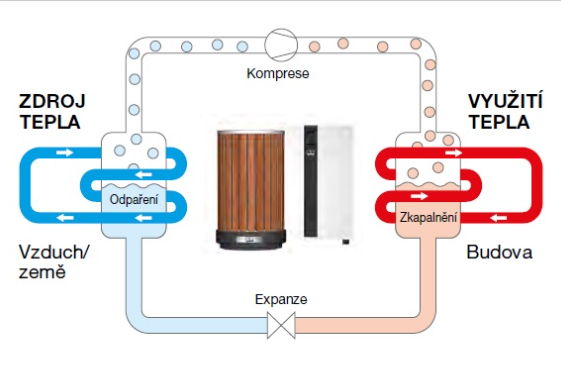 Komprese
ZDROJ
TEPLA
VYUŽITÍ
TEPLA
Odpaření
Zkapalnění
Vzduch/
země
Budova
Expanze